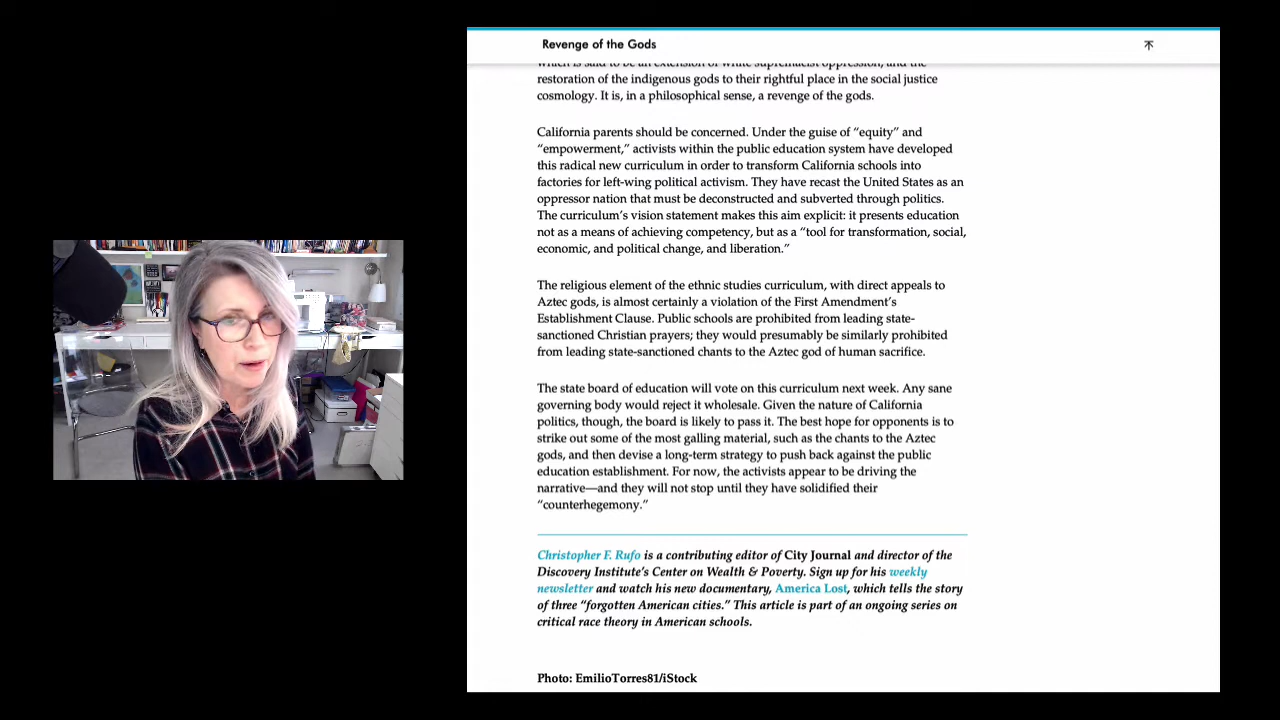 Revenge of the Gods
which is said to be an extension of white supremacist oppression, and the
restoration of the indigenous gods to their rightful place in the social justice
cosmology. It is, in a philosophical sense, a revenge of the gods.
California parents should be concerned. Under the guise of “equity” and
“empowerment,” activists within the public education system have developed
this radical new curriculum in order to transform California schools into
factories for left-wing political activism. They have recast the United States as an
oppressor nation that must be deconstructed and subverted through politics.
The curriculum’s vision statement makes this aim explicit: it presents education
not as a means of achieving competency, but as a “tool for transformation, social,
economic, and political change, and liberation.”
The religious element of the ethnic studies curriculum, with direct appeals to
Aztec gods, is almost certainly a violation of the First Amendment’s
Establishment Clause. Public schools are prohibited from leading state-
sanctioned Christian prayers; they would presumably be similarly prohibited
from leading state-sanctioned chants to the Aztec god of human sacrifice.
The state board of education will vote on this curriculum next week. Any sane
governing body would reject it wholesale. Given the nature of California
politics, though, the board is likely to pass it. The best hope for opponents is to
strike out some of the most galling material, such as the chants to the Aztec
gods, and then devise a long-term strategy to push back against the public
education establishment. For now, the activists appear to be driving the
narrative—and they will not stop until they have solidified their
“counterhegemony.”
Christopher F. Rufo is a contributing editor of City Journal and director of the
Discovery Institute’s Center on Wealth & Poverty. Sign up for his weekly
newsletter and watch his new documentary, America Lost, which tells the story
of three “forgotten American cities.” This article is part of an ongoing series on
critical race theory in American schools.
Photo: EmilioTorres81/iStock